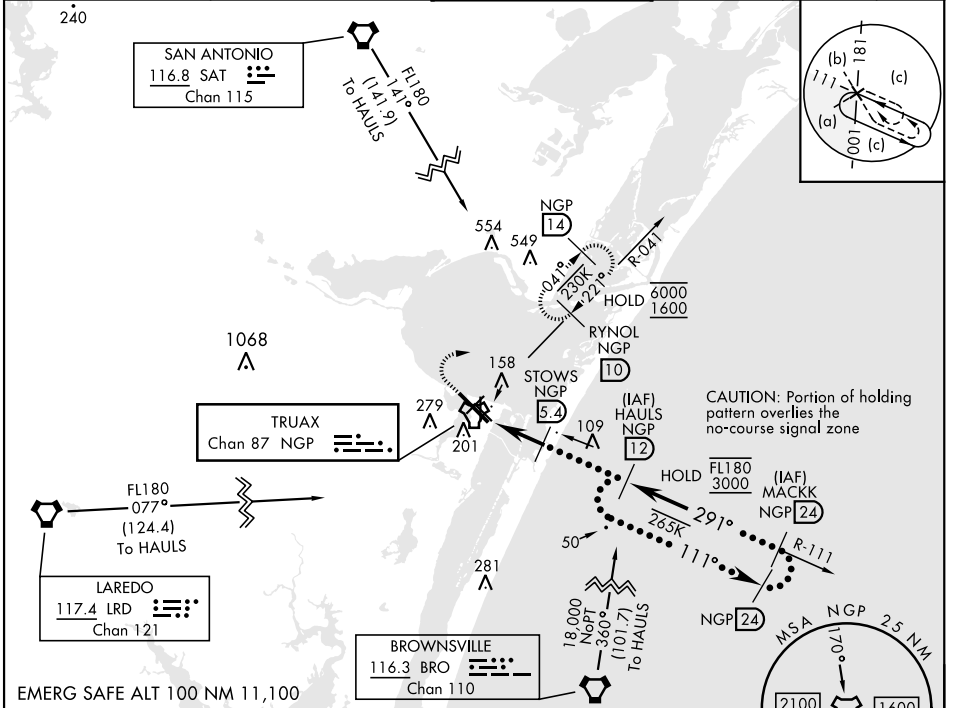 240
SAN ANTONIO
116.8 SAT
Chan 115
FL180
141°
(141.9)
To HAULS
(b)
181
(c)
111
(a)
001
(c)
NGP
14
554
549
R-041
041°
230K
221°
HOLD 6000
1600
RYNOL
NGP
10
1068
158
STOWS
NGP
5.4
(IAF)
HAULS
NGP
12
CAUTION: Portion of holding
pattern overlies the
no-course signal zone
TRUAX
Chan 87 NGP
279
201
109
HOLD FL180
3000
(IAF)
MACKK
NGP 24
FL180
077°
(124.4)
To HAULS
291°
265K
111°
R-111
50
LAREDO
117.4 LRD
Chan 121
281
NGP 24
18,000
NoPT
360°
(101.7)
To HAULS
BROWNSVILLE
116.3 BRO
Chan 110
MSA NGP 25 NM
170°
2100
1600
EMERG SAFE ALT 100 NM 11,100